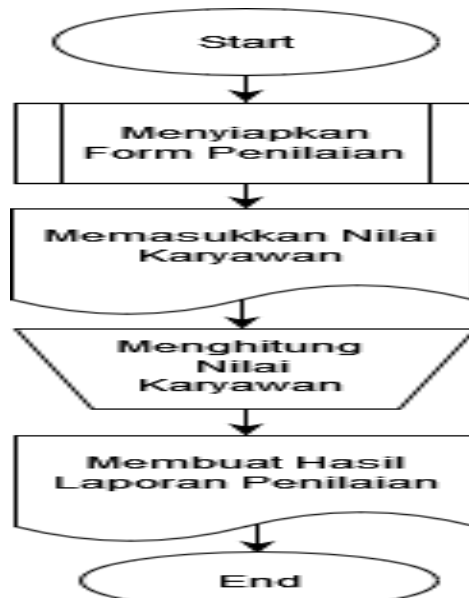 Start
Menyiapkan
Form Penilaian
Memasukkan Nilai
Karyawan
Menghitung
Nilai
Karyawan
Membuat Hasil
Laporan Penilaian
End